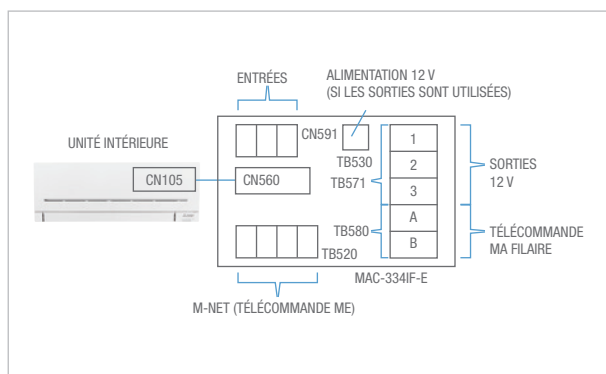 ENTRÉES
ALIMENTATION 12 V
(SI LES SORTIES SONT UTILISÉES)
UNITÉ INTÉRIEURE
CN105
CN591
CN560
TB530
TB571
1
2
3
SORTIES
12 V
TB580
A
B
TÉLÉCOMMANDE
MA FILAIRE
TB520
MAC-334IF-E
M-NET (TÉLÉCOMMANDE ME)